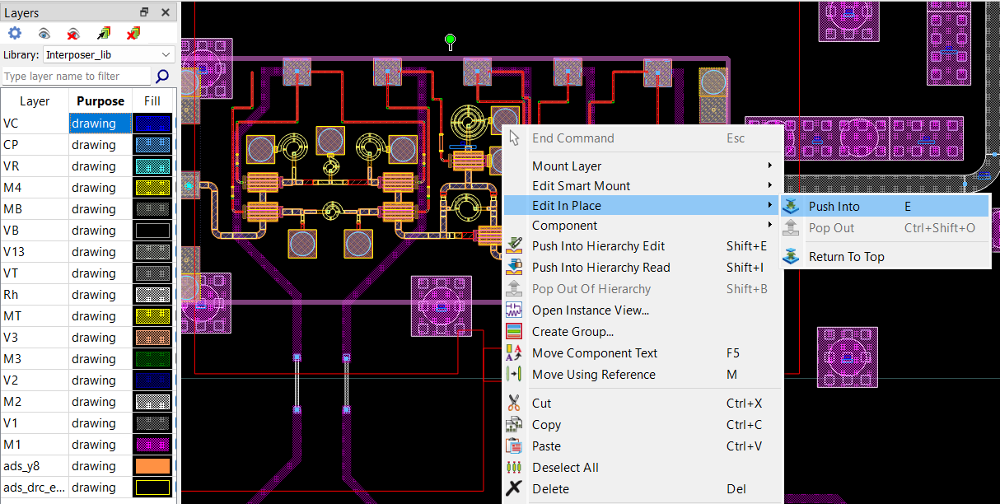 Layers
Library: Interposer_lib
Type layer name to filter
Layer Purpose Fill
VC drawing
CP drawing
VR drawing
M4 drawing
MB drawing
VB drawing
V13 drawing
VT drawing
Rh drawing
MT drawing
V3 drawing
M3 drawing
V2 drawing
M2 drawing
V1 drawing
M1 drawing
ads_y8 drawing
ads_drc_e... drawing
End Command Esc
Mount Layer
Edit Smart Mount
Edit In Place
Component
Push Into Hierarchy Edit Shift+E
Push Into Hierarchy Read Shift+I
Pop Out Of Hierarchy Shift+B
Open Instance View...
Create Group...
Move Component Text F5
Move Using Reference M
Cut Ctrl+X
Copy Ctrl+C
Paste Ctrl+V
Deselect All
Delete Del
Push Into E
Pop Out Ctrl+Shift+O
Return To Top